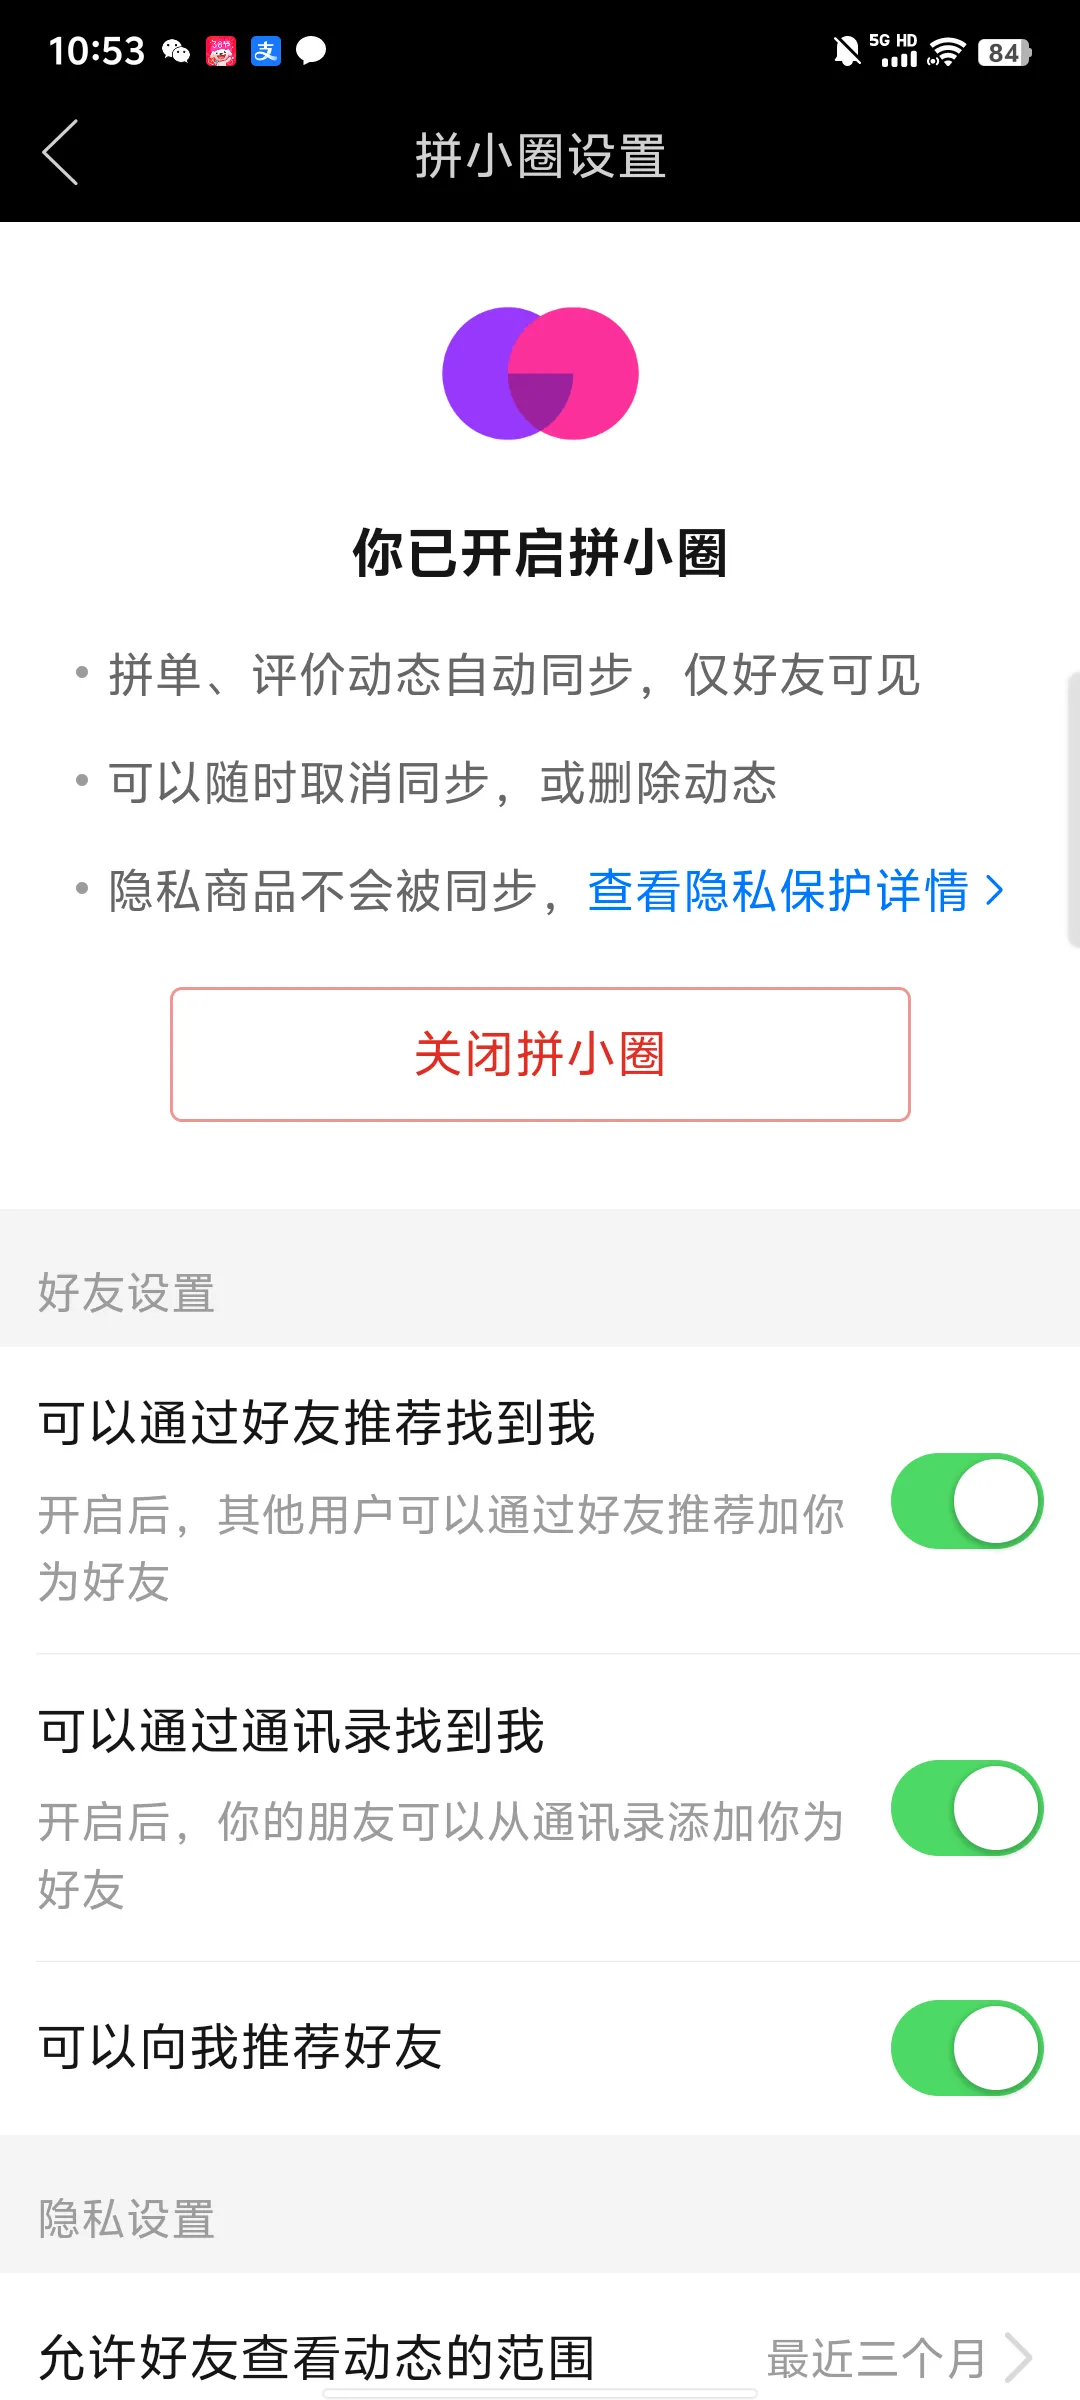 10:53
5G HD
84
拼小圈设置
你已开启拼小圈
拼单、评价动态自动同步，仅好友可见
可以随时取消同步，或删除动态
隐私商品不会被同步，查看隐私保护详情
关闭拼小圈
好友设置
可以通过好友推荐找到我
开启后，其他用户可以通过好友推荐加你
为好友
可以通过通讯录找到我
开启后，你的朋友可以从通讯录添加你为
好友
可以向我推荐好友
隐私设置
允许好友查看动态的范围 最近三个月